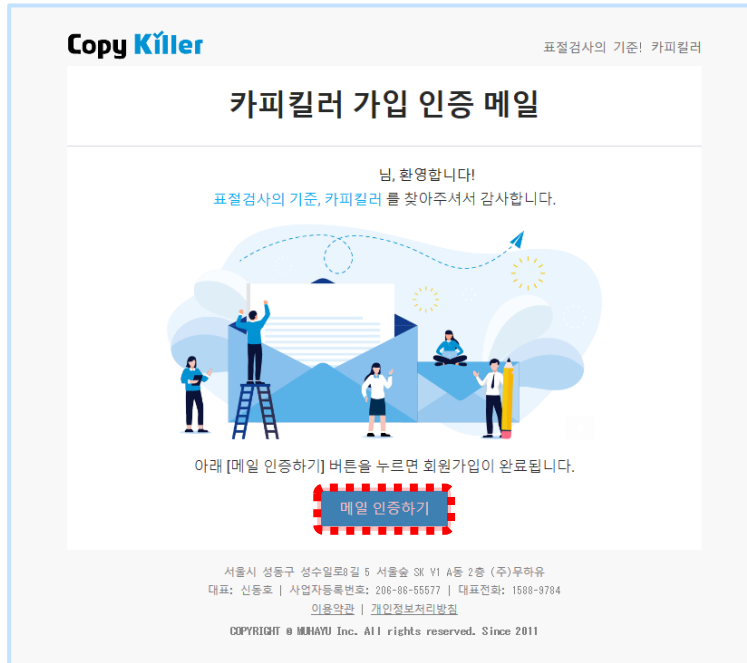 Copy Killer
표절검사의 기준! 카피킬러
카피킬러 가입 인증 메일
님, 환영합니다!
표절검사의 기준, 카피킬러 를 찾아주셔서 감사합니다.
아래 [메일 인증하기] 버튼을 누르면 회원가입이 완료됩니다.
메일 인증하기
서울시 성동구 성수일로8길 5 서울숲 SK V1 A동 2층 (주)무하유
대표: 신동호 | 사업자등록번호: 206-86-55577 | 대표전화: 1588-9784
이용약관 | 개인정보처리방침
COPYRIGHT @ MUHAYU Inc. All rights reserved. Since 2011